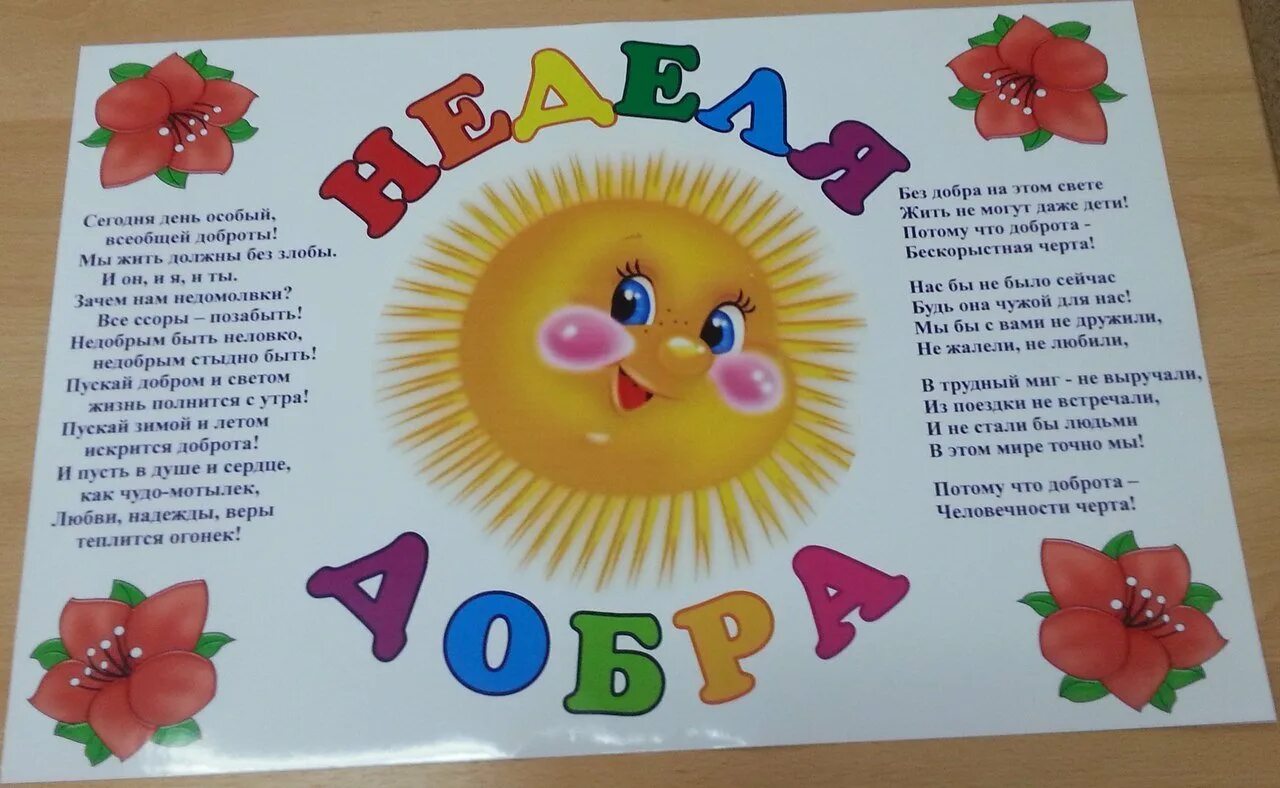 НЕДЕЛЯ
Сегодня день особый,
всеобщей доброты!
Мы жить должны без злобы.
И он, и я, и ты.
Зачем нам недомолвки?
Все ссоры – позабыть!
Недобрым быть неловко,
недобрым стыдно быть!
Пускай добром и светом
жизнь полнится с утра!
Пускай зимой и летом
искрится доброта!
И пусть в душе и сердце,
как чудо-мотылек,
Любви, надежды, веры
теплится огонек!
Без добра на этом свете
Жить не могут даже дети!
Потому что доброта -
Бескорыстная черта!
Нас бы не было сейчас
Будь она чужой для нас!
Мы бы с вами не дружили,
Не жалели, не любили,
В трудный миг - не выручали,
Из поездки не встречали,
И не стали бы людьми
В этом мире точно мы!
Потому что доброта –
Человечности черта!
ДОБРА